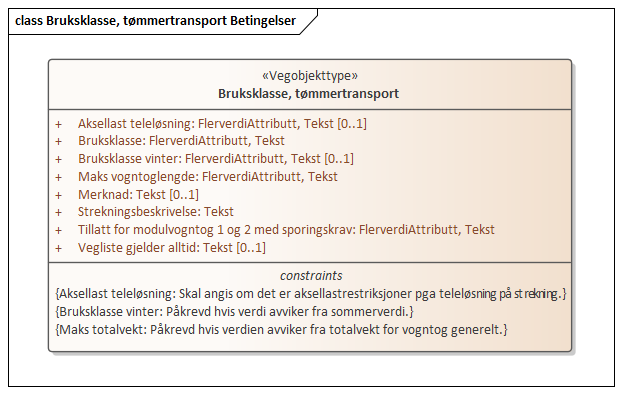 class Bruksklasse, tømmertransport Betingelser
«Vegobjekttype»
Bruksklasse, tømmertransport
+ Aksellast teleløsning: FlerverdiAttributt, Tekst [0..1]
+ Bruksklasse: FlerverdiAttributt, Tekst
+ Bruksklasse vinter: FlerverdiAttributt, Tekst [0..1]
+ Maks vogntoglengde: FlerverdiAttributt, Tekst
+ Merknad: Tekst [0..1]
+ Strekningsbeskrivelse: Tekst
+ Tillatt for modulvogntog 1 og 2 med sporingskrav: FlerverdiAttributt, Tekst
+ Vegliste gjelder alltid: Tekst [0..1]
constraints
{Aksellast teleløsning: Skal angis om det er aksellastrestriksjoner pga teleløsning på strekning.}
{Bruksklasse vinter: Påkrevd hvis verdi avviker fra sommerverdi.}
{Maks totalvekt: Påkrevd hvis verdien avviker fra totalvekt for vogntog generelt.}